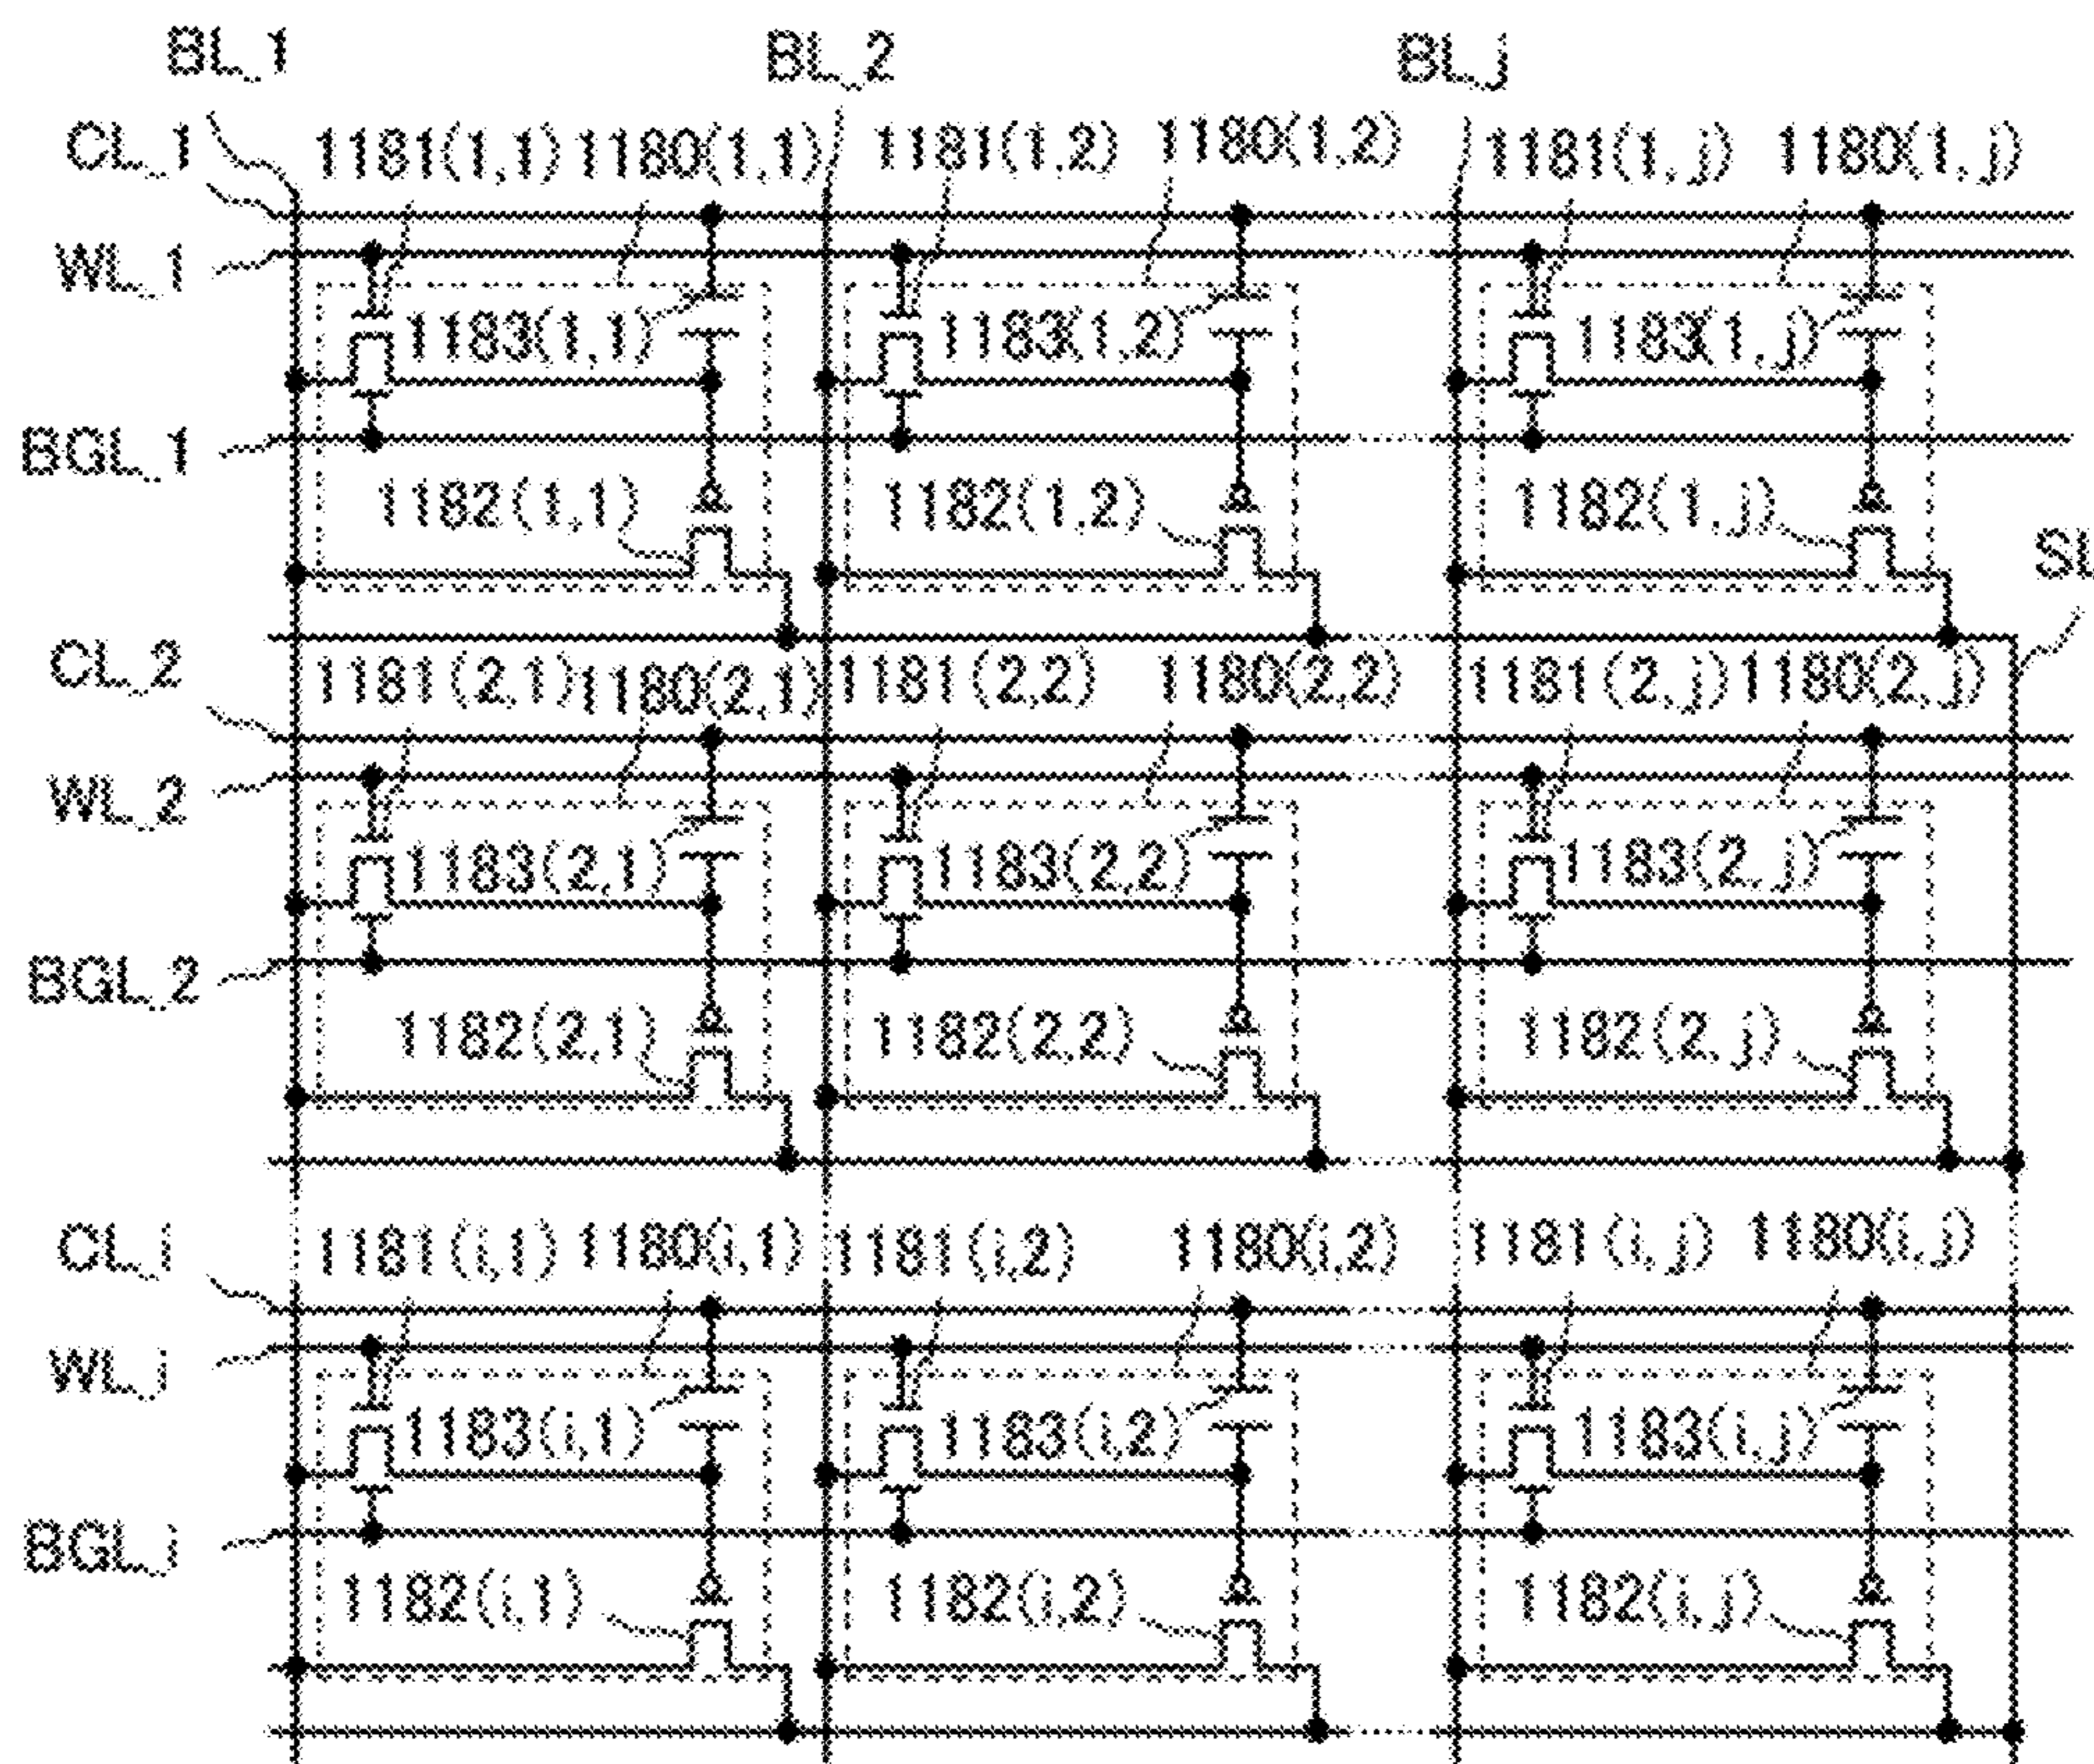 BL_1 BL_2 BL_j
CL_1 1181(1,1) 1180(1,1) 1181(1,2) 1180(1,2) 1181(1,j) 1180(1,j)
WL_1
1183(1,1) 1183(1,2) 1183(1,j)
BGL_1
1182(1,1) 1182(1,2) 1182(1,j) SL
CL_2 1181(2,1) 1180(2,1) 1181(2,2) 1180(2,2) 1181(2,j) 1180(2,j)
WL_2
1183(2,1) 1183(2,2) 1183(2,j)
BGL_2
1182(2,1) 1182(2,2) 1182(2,j)
CL_i 1181(i,1) 1180(i,1) 1181(i,2) 1180(i,2) 1181(i,j) 1180(i,j)
WL_i
1183(i,1) 1183(i,2) 1183(i,j)
BGL_i
1182(i,1) 1182(i,2) 1182(i,j)